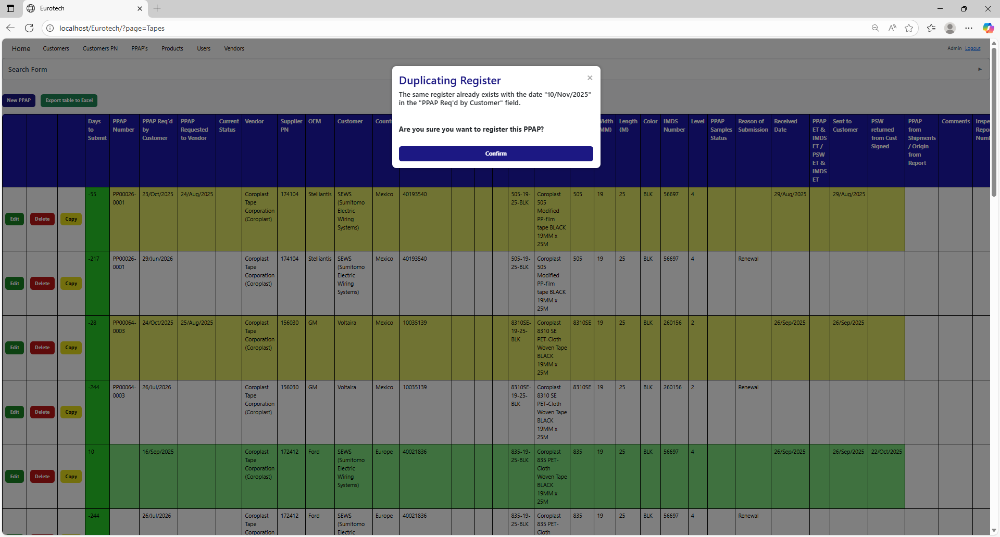 Eurotech
localhost/Eurotech/?page=Tapes
Home Customers Customers PN PPAP's Products Users Vendors Admin Logout
Search Form
Duplicating Register
The same register already exists with the date "10/Nov/2025"
in the "PPAP Req'd by Customer" field.
Are you sure you want to register this PPAP?
Confirm
New PPAP Export table to Excel
Days PPAP PPAP Req'd PPAP Current Vendor Supplier OEM Customer Length Color IMDS Level PPAP Reason of Received PPAP Sent to PSW PPAP Comments
to Number by Requested Status PN (M) Number Samples Submission Date ET & Customer returned from
Submit Customer to Vendor Status IMDS from Cust Shipments
ET / Signed / Origin
PSW from
ET & Report
IMDS
ET
-55 PP00026- 23/Oct/2025 24/Aug/2025 Coroplast 174104 Stelliantis SEWS Mexico 40193540 505-19- Coroplast 505 19 25 BLK 56697 4 29/Aug/2025 29/Aug/2025
0001 Tape (Sumitomo 25-BLK 505
Corporation Electric Modified
Edit Delete Copy (Coroplast) Wiring PP-film
Systems) tape BLACK
19MM x
25M
-217 PP00026- 29/Jun/2026 Coroplast 174104 Stelliantis SEWS Mexico 40193540 505-19- Coroplast 505 19 25 BLK 56697 4 Renewal
0001 Tape (Sumitomo 25-BLK 505
Corporation Electric Modified
Edit Delete Copy (Coroplast) Wiring PP-film
Systems) tape BLACK
19MM x
25M
-28 PP00064- 24/Oct/2025 25/Aug/2025 Coroplast 156030 GM Voltaira Mexico 10035139 8310SE- Coroplast 8310SE 19 25 BLK 260156 2 26/Sep/2025 26/Sep/2025
0003 Tape 19-25- 8310 SE
Corporation BLK PET-Cloth
Edit Delete Copy (Coroplast) Woven Tape
BLACK
19MM x
25M
-244 PP00064- 26/Jul/2026 Coroplast 156030 GM Voltaira Mexico 10035139 8310SE- Coroplast 8310SE 19 25 BLK 260156 2 Renewal
0003 Tape 19-25- 8310 SE
Corporation BLK PET-Cloth
Edit Delete Copy (Coroplast) Woven Tape
BLACK
19MM x
25M
10 16/Sep/2025 Coroplast 172412 Ford SEWS Europe 40021836 835-19- Coroplast 835 19 25 BLK 56697 4 26/Sep/2025 26/Sep/2025 22/Oct/2025
Tape (Sumitomo 25-BLK 835 PET-
Corporation Electric Cloth
Edit Delete Copy (Coroplast) Wiring Woven Tape
Systems) BLACK
19MM x
25M
-244 26/Jul/2026 Coroplast 172412 Ford SEWS Europe 40021836 835-19- Coroplast 835 19 25 BLK 56697 4 Renewal
Tape (Sumitomo 25-BLK 835 PET-
Corporation Electric Cloth